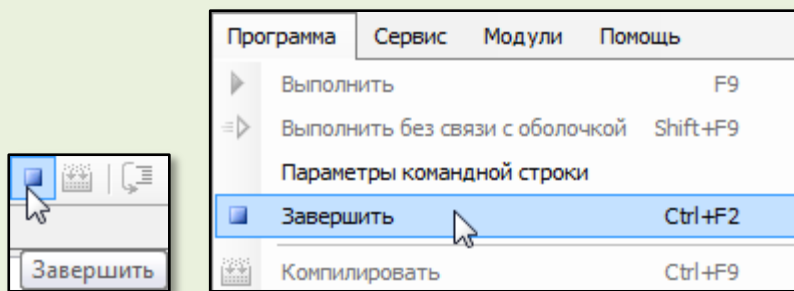 Программа Сервис Модули Помощь
Выполнить F9
Выполнить без связи с оболочкой Shift+F9
Параметры командной строки
Завершить Ctrl+F2
Компилировать Ctrl+F9
Завершить